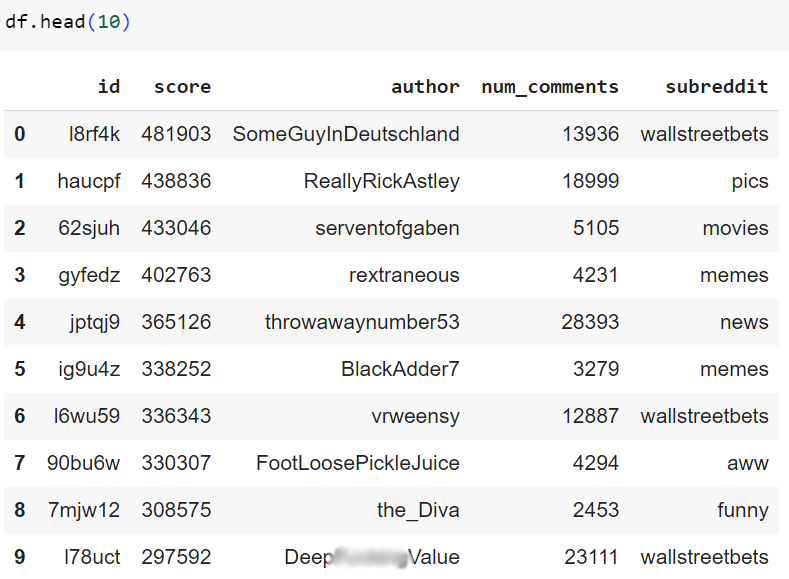 df.head(10)
id score author num_comments subreddit
0 l8rf4k 481903 SomeGuyInDeutschland 13936 wallstreetbets
1 haucpf 438836 ReallyRickAstley 18999 pics
2 62sjuh 433046 serventofgaben 5105 movies
3 gyfedz 402763 rextraneous 4231 memes
4 jptqj9 365126 throwawaynumber53 28393 news
5 ig9u4z 338252 BlackAdder7 3279 memes
6 l6wu59 336343 vrweensy 12887 wallstreetbets
7 90bu6w 330307 FootLoosePickleJuice 4294 aww
8 7mjw12 308575 the_Diva 2453 funny
9 l78uct 297592 Deep Value 23111 wallstreetbets